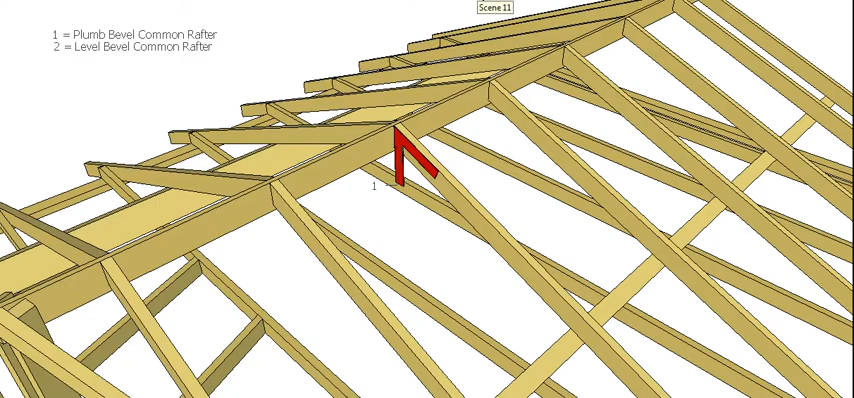 Scene 11
1 = Plumb Bevel Common Rafter
2 = Level Bevel Common Rafter
1